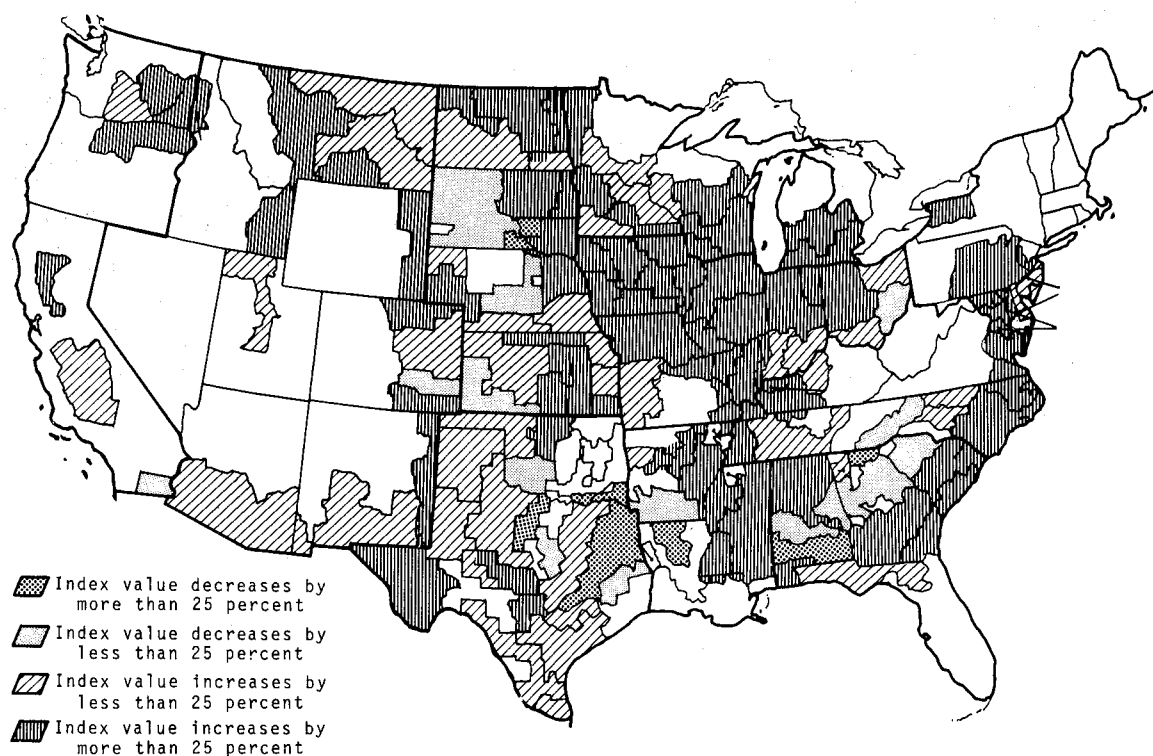 Index value decreases by
more than 25 percent
Index value decreases by
less than 25 percent
Index value increases by
less than 25 percent
Index value increases by
more than 25 percent